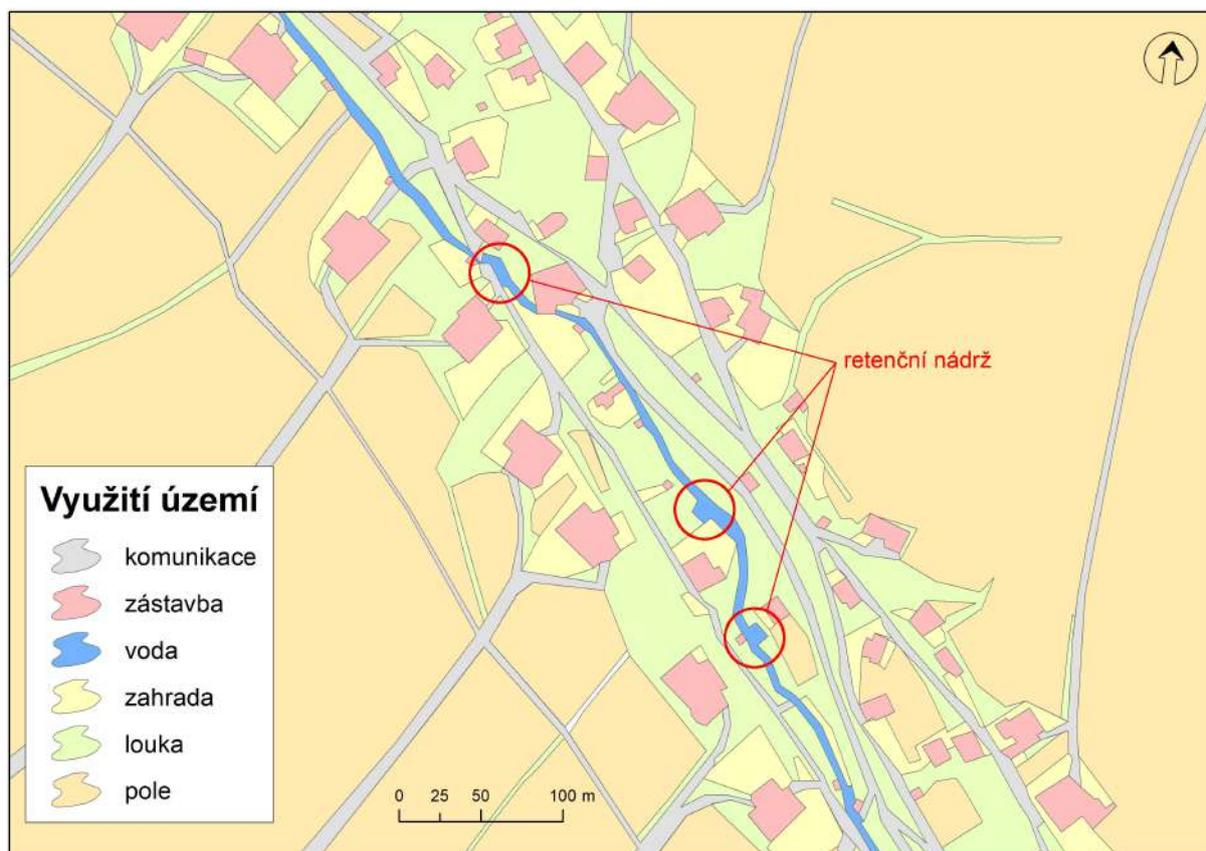 retenční nádrž
Využití území
komunikace
zástavba
voda
zahrada
louka
pole
0 25 50 100 m